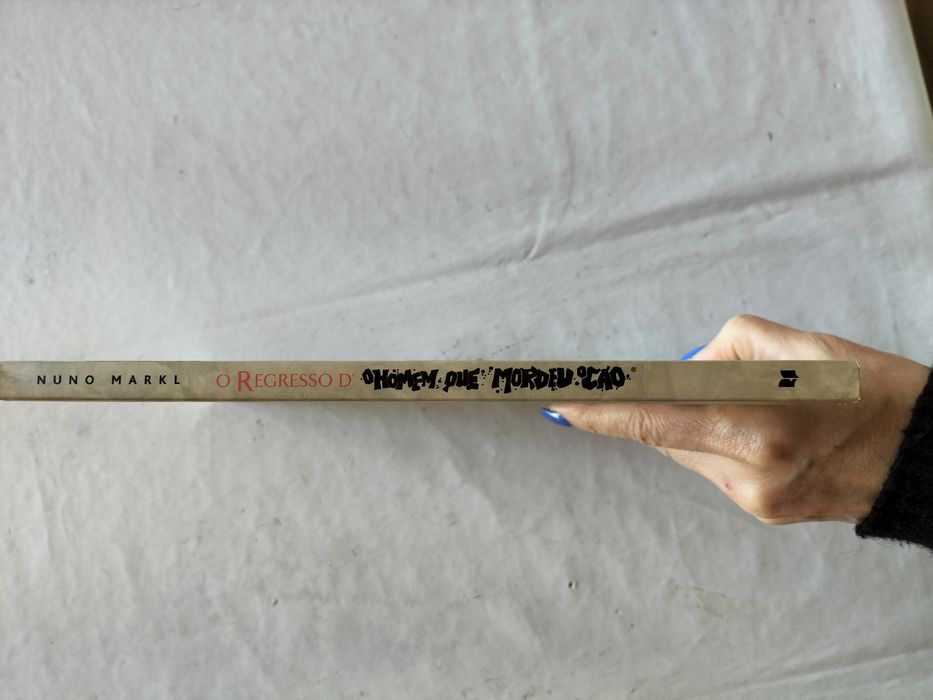 NUNO MARKL O REGRESSO D' O HOMEM QUE MORDEU O CÃO®